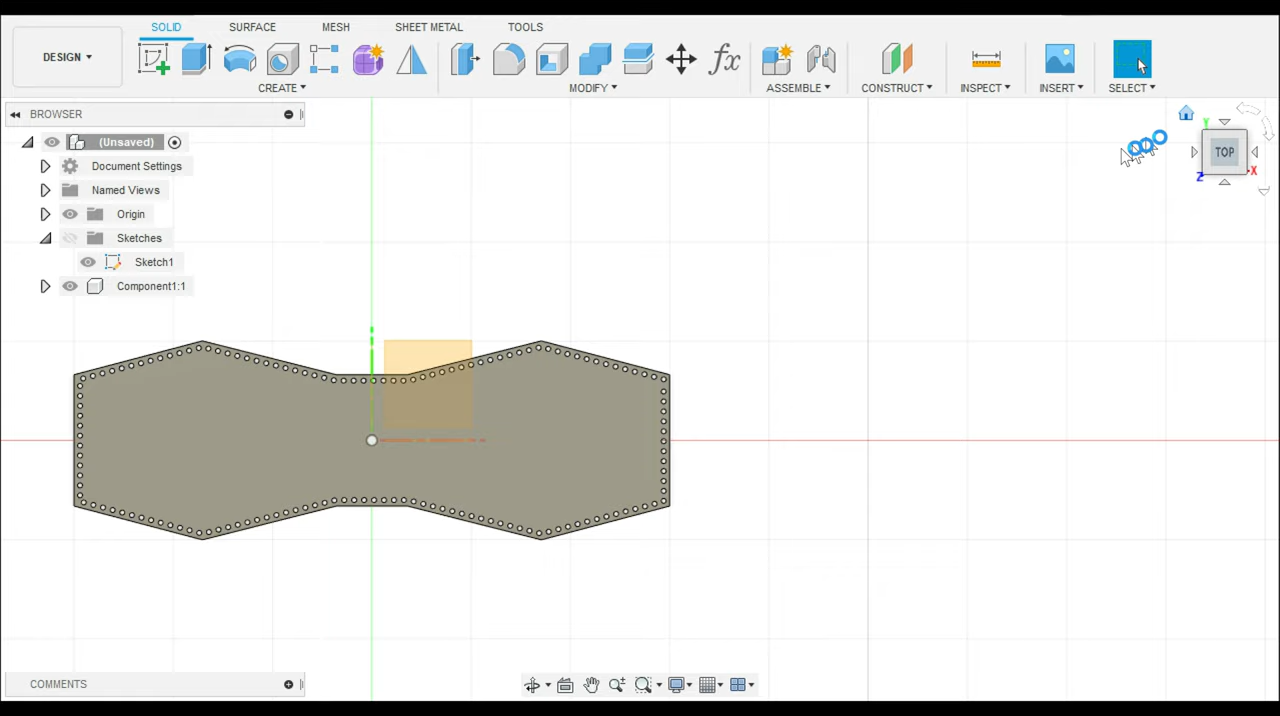 SOLID SURFACE MESH SHEET METAL TOOLS
DESIGN
CREATE MODIFY ASSEMBLE CONSTRUCT INSPECT INSERT SELECT
fx
BROWSER
(Unsaved)
Document Settings
Named Views
Origin
Sketches
Sketch1
Component1:1
Y
TOP
Z X
COMMENTS